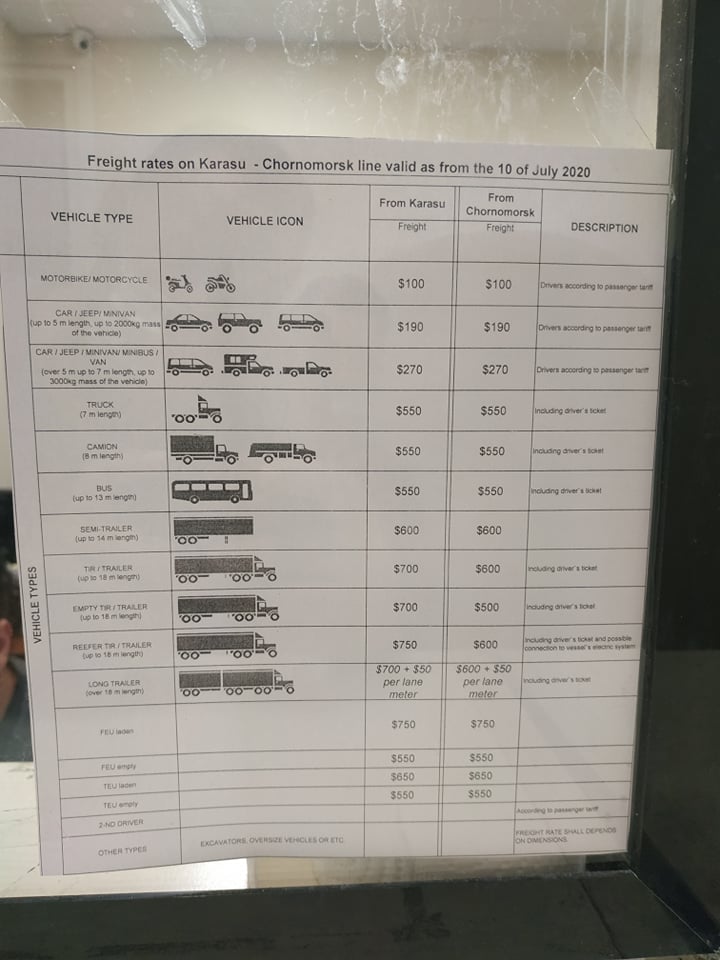 Freight rates on Karasu - Chornomorsk line valid as from the 10 of July 2020
VEHICLE TYPE
VEHICLE ICON
From Karasu
Freight
From
Chornomorsk
Freight
DESCRIPTION
VEHICLE TYPES
MOTORBIKE/ MOTORCYCLE
$100
$100
Drivers according to passenger tariff
CAR / JEEP/ MINIVAN
(up to 5 m length, up to 2000kg mass
of the vehicle)
$190
$190
Drivers according to passenger tariff
CAR / JEEP / MINIVAN/ MINIBUS /
VAN
(over 5 m up to 7 m length, up to
3000kg mass of the vehicle)
$270
$270
Drivers according to passenger tariff
TRUCK
(7 m length)
$550
$550
Including driver`s ticket
CAMION
(8 m length)
$550
$550
Including driver`s ticket
BUS
(up to 13 m length)
$550
$550
Including driver`s ticket
SEMI-TRAILER
(up to 14 m length)
$600
$600
TIR / TRAILER
(up to 18 m length)
$700
$600
Including driver`s ticket
EMPTY TIR / TRAILER
(up to 18 m length)
$700
$500
Including driver`s ticket
REEFER TIR / TRAILER
(up to 18 m length)
$750
$600
Including driver`s ticket and possible
connection to vessel`s electric system
LONG TRAILER
(over 18 m length)
$700 + $50
per lane
meter
$600 + $50
per lane
meter
Including driver`s ticket
FEU laden
$750
$750
FEU empty
$550
$550
TEU laden
$650
$650
TEU empty
$550
$550
2-ND DRIVER
According to passenger tariff
OTHER TYPES
EXCAVATORS, OVERSIZE VEHICLES OR ETC
FREIGHT RATE SHALL DEPENDS
ON DIMENSIONS